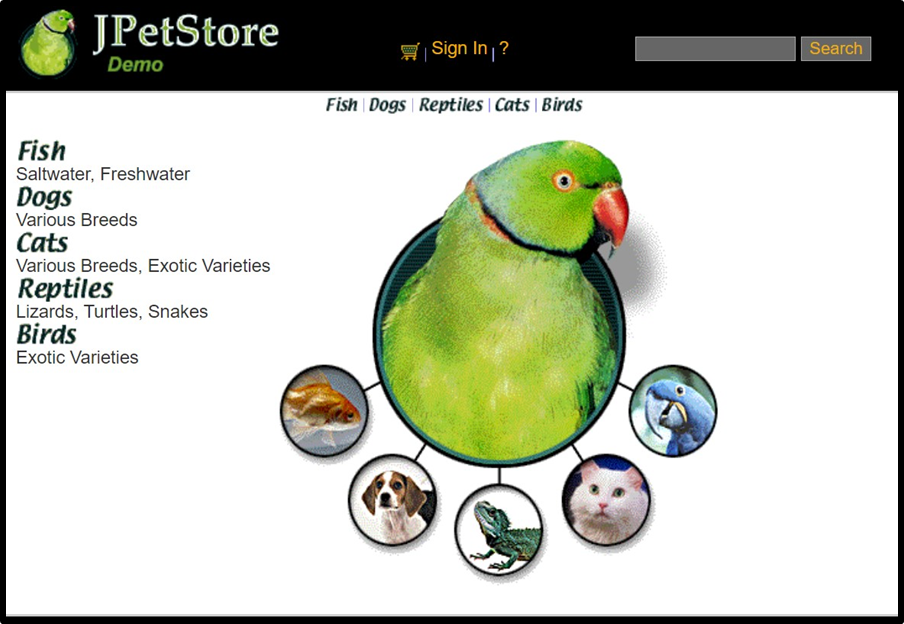 JPetStore
Demo
| Sign In | ?
Search
Fish | Dogs | Reptiles | Cats | Birds
Fish
Saltwater, Freshwater
Dogs
Various Breeds
Cats
Various Breeds, Exotic Varieties
Reptiles
Lizards, Turtles, Snakes
Birds
Exotic Varieties